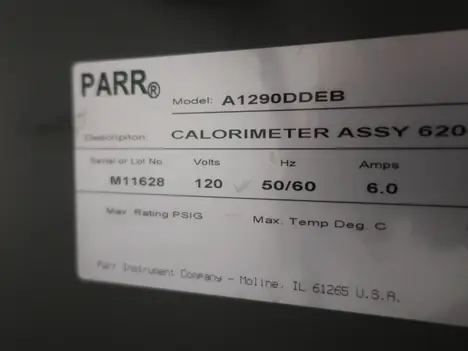 PARR®
Model: A1290DDEB
Description: CALORIMETER ASSY 620
Serial or Lot No. Volts Hz Amps
M11628 120 50/60 6.0
Max Rating PSIG Max. Temp Deg. C
Parr Instrument Company - Moline, IL 61265 U.S.A.